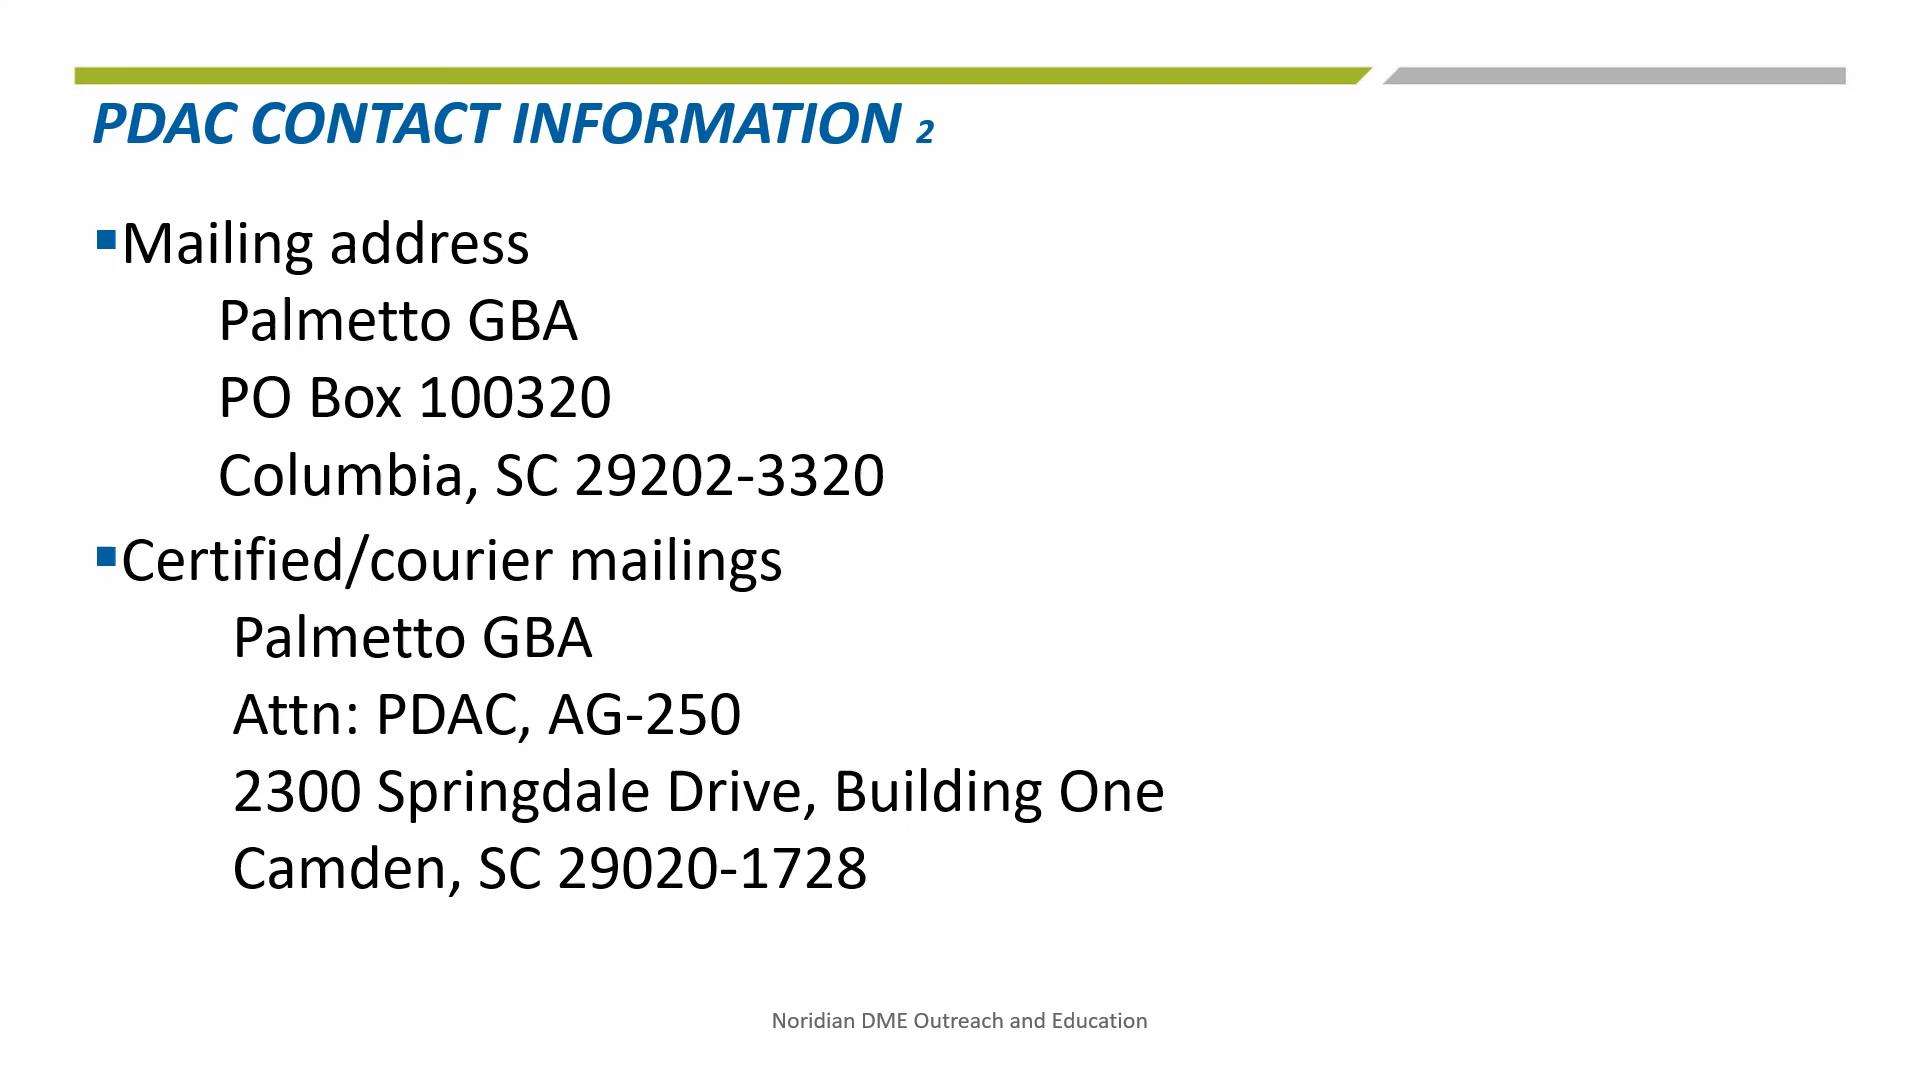 PDAC CONTACT INFORMATION 2
▪Mailing address
Palmetto GBA
PO Box 100320
Columbia, SC 29202-3320
▪Certified/courier mailings
Palmetto GBA
Attn: PDAC, AG-250
2300 Springdale Drive, Building One
Camden, SC 29020-1728
Noridian DME Outreach and Education